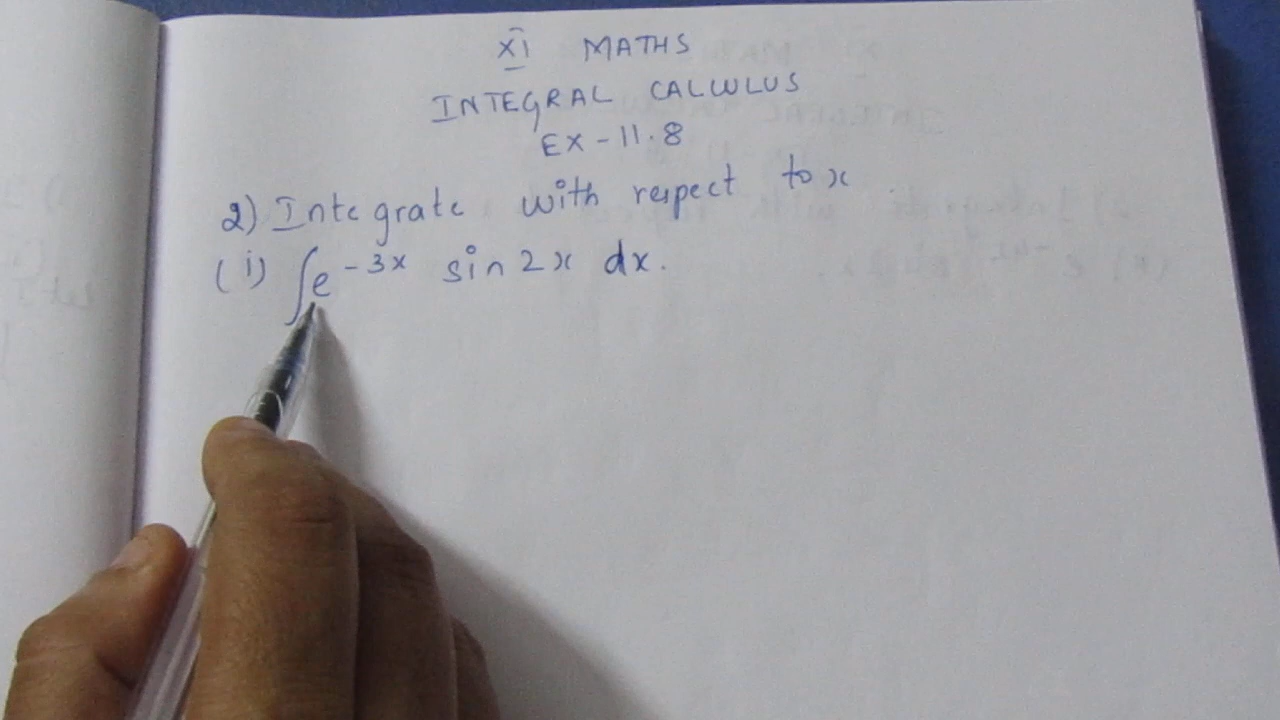 XI MATHS
INTEGRAL CALCULUS
EX-11.8
2) Integrate with respect to x
(i) ∫e^-3x sin 2x dx.